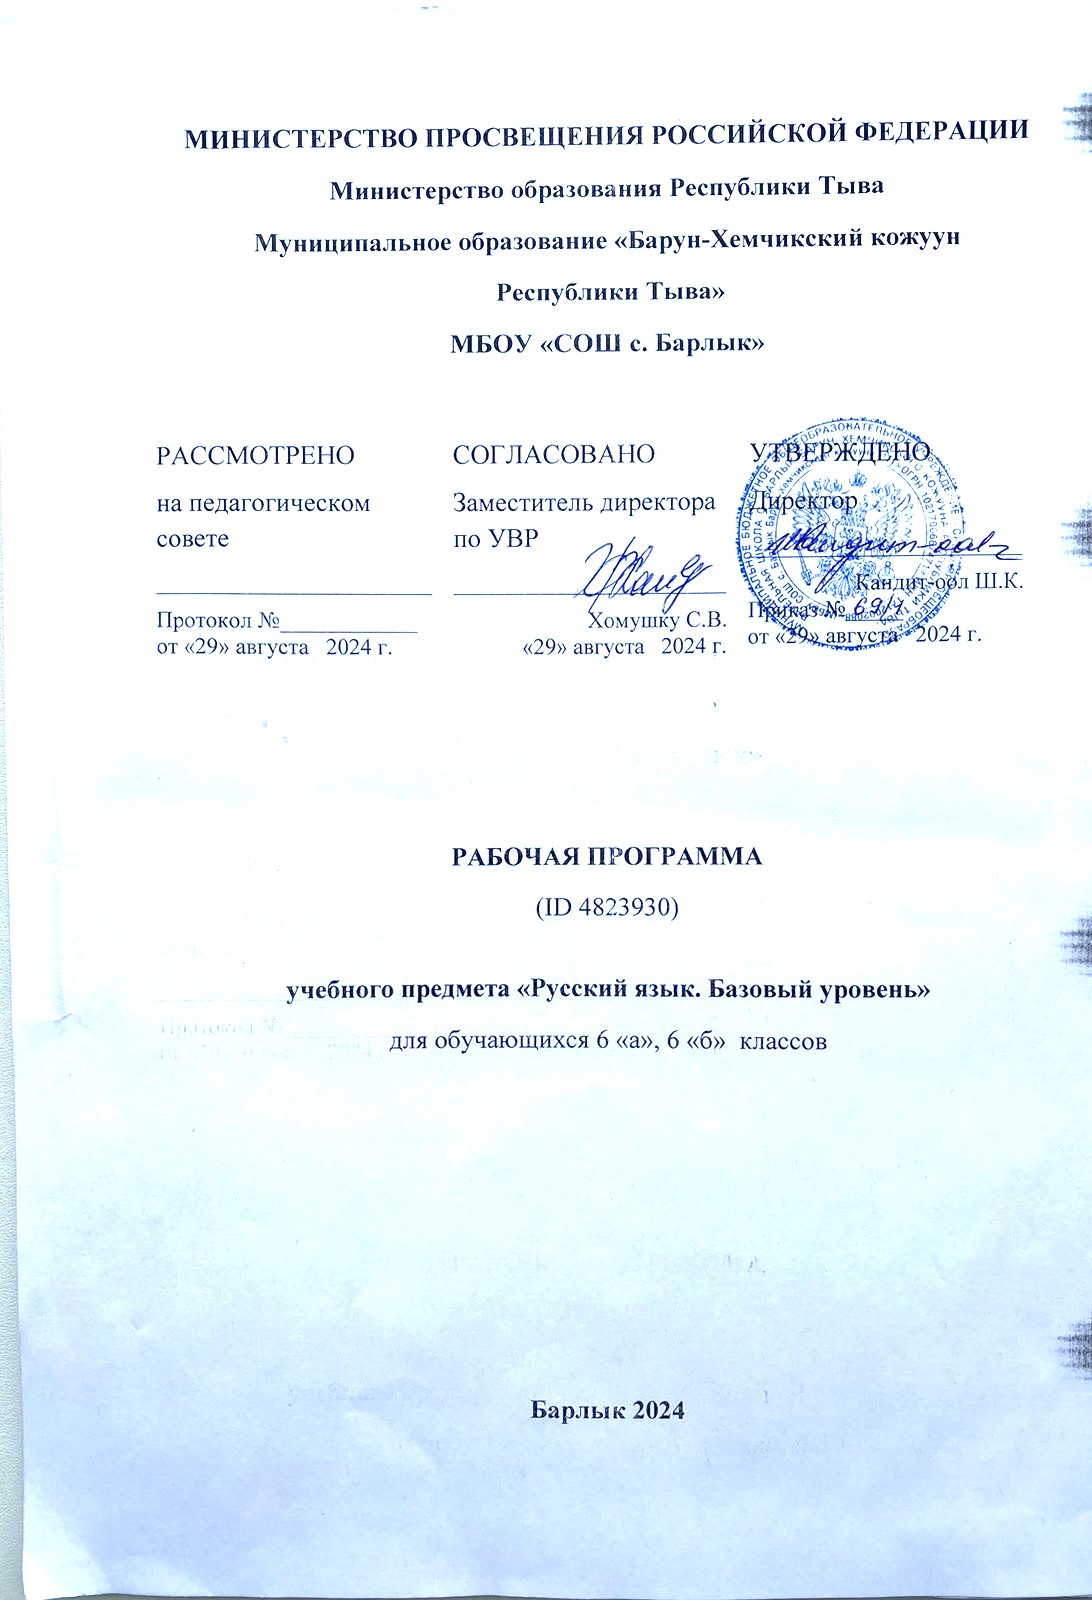 МИНИСТЕРСТВО ПРОСВЕЩЕНИЯ РОССИЙСКОЙ ФЕДЕРАЦИИ
Министерство образования Республики Тыва
Муниципальное образование «Барун-Хемчикский кожуун
Республики Тыва»
МБОУ «СОШ с. Барлык»
РАССМОТРЕНО
на педагогическом
совете
Протокол №
от «29» августа 2024 г.
СОГЛАСОВАНО
Заместитель директора
по УВР
Хомушку С.В.
«29» августа 2024 г.
УТВЕРЖДЕНО
Директор
Кандит-оол Ш.К.
Приказ № 69/7
от «29» августа 2024 г.
РАБОЧАЯ ПРОГРАММА
(ID 4823930)
учебного предмета «Русский язык. Базовый уровень»
для обучающихся 6 «а», 6 «б» классов
Барлык 2024